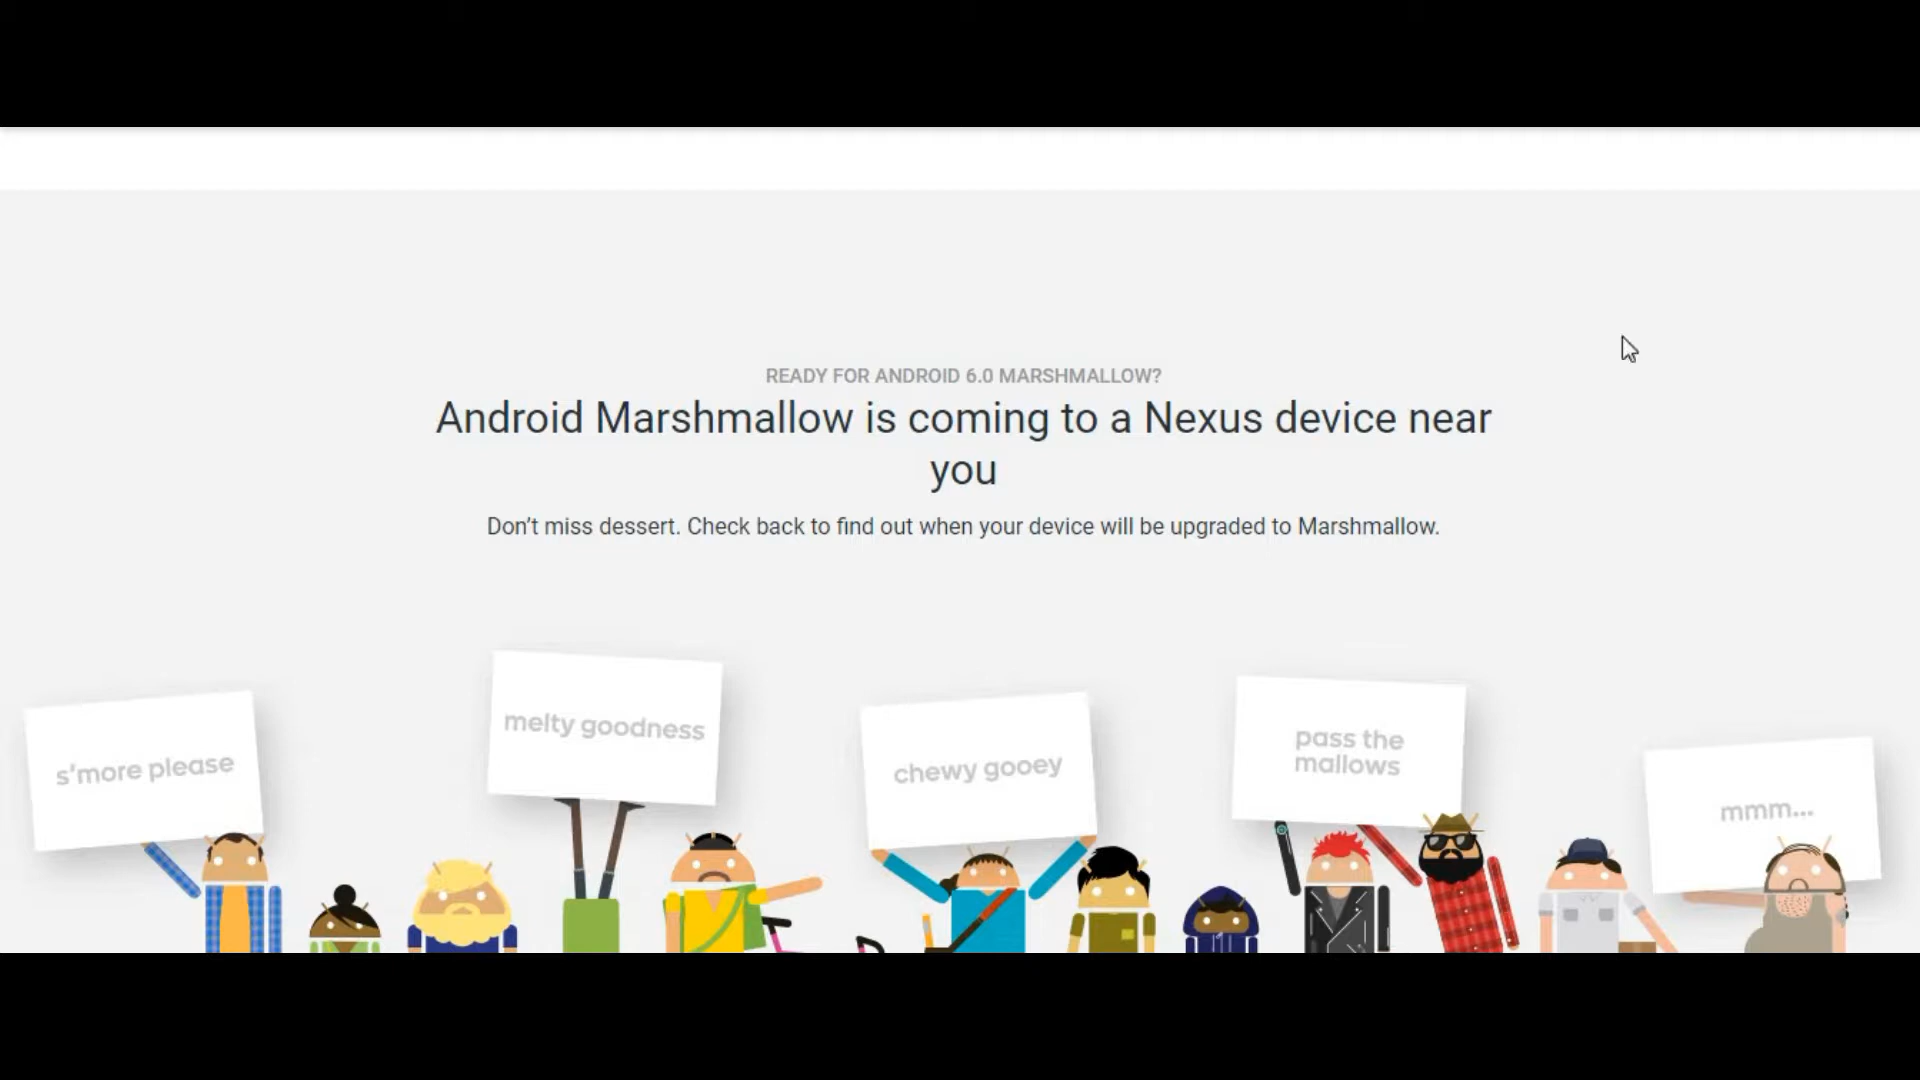 READY FOR ANDROID 6.0 MARSHMALLOW?
Android Marshmallow is coming to a Nexus device near
you
Don’t miss dessert. Check back to find out when your device will be upgraded to Marshmallow.
s'more please
melty goodness
chewy gooey
pass the
mallows
mmm...